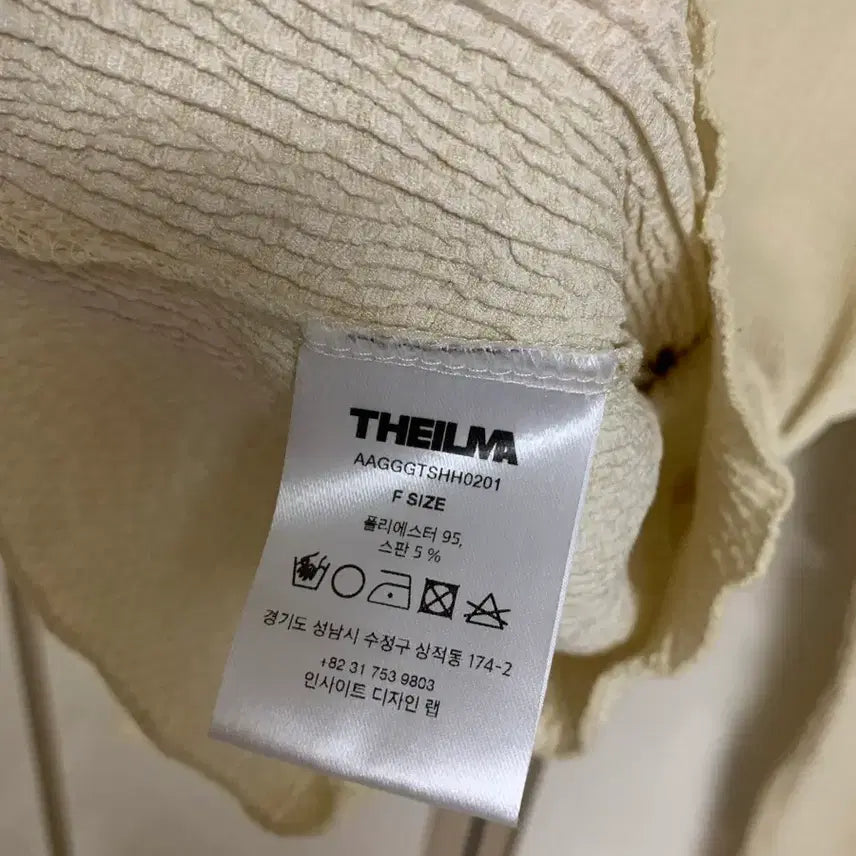 THEILMA
AAGGGTSHH0201
F SIZE
폴리에스터 95,
스판 5 %
경기도 성남시 수정구 상적동 174-2
+82 31 753 9803
인사이트 디자인 랩